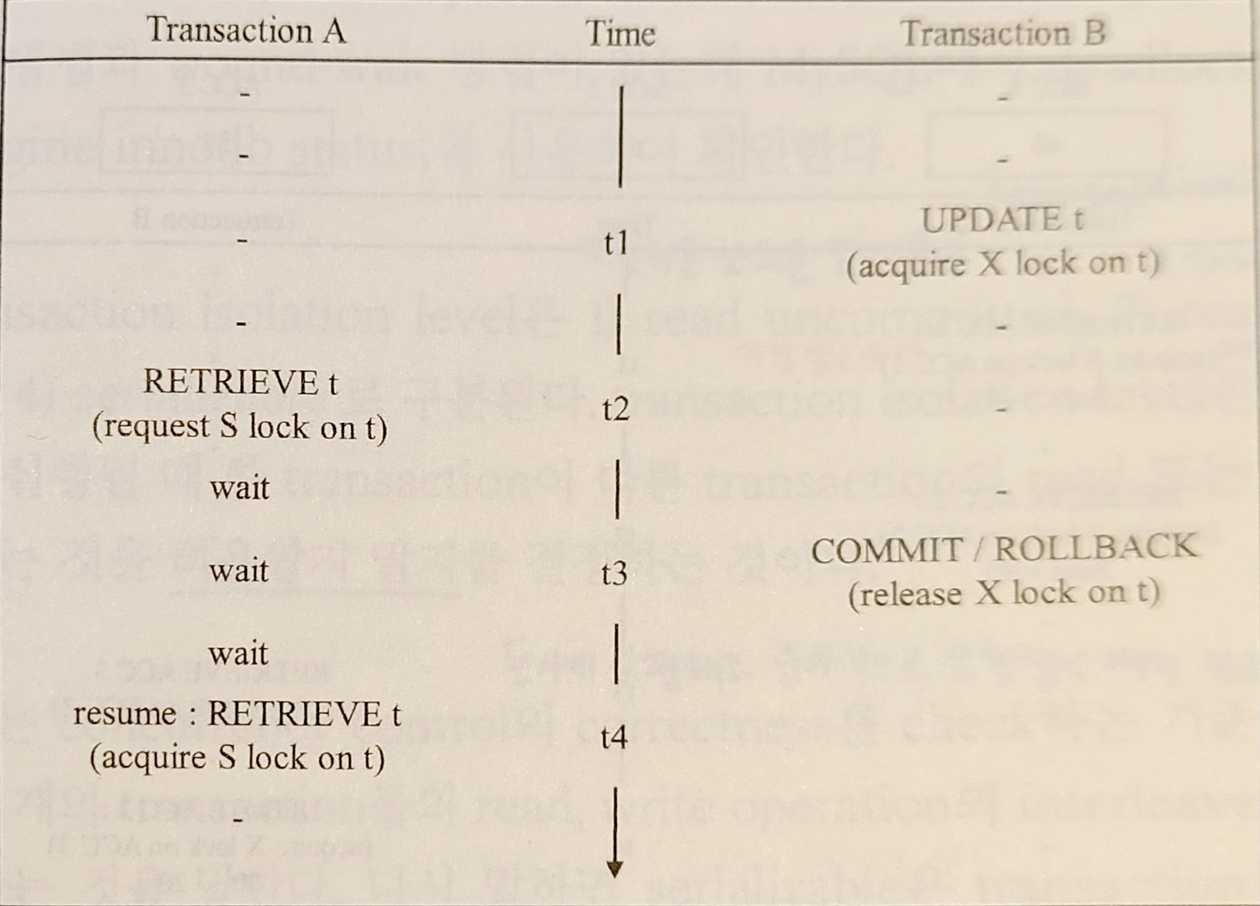 Transaction A Time Transaction B
- -
- -
UPDATE t
- t1
(acquire X lock on t)
- -
RETRIEVE t
t2 -
(request S lock on t)
wait -
COMMIT / ROLLBACK
wait t3
(release X lock on t)
wait
resume : RETRIEVE t
t4
(acquire S lock on t)
-